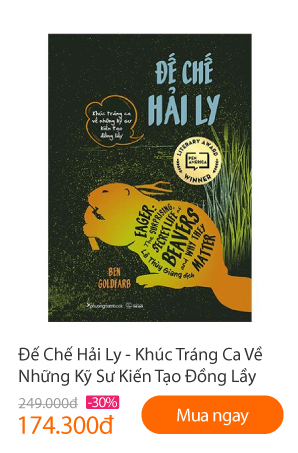 ĐẾ CHẾ
HẢI LY
Khúc tráng ca
về những kỹ sư
kiến tạo
đồng lầy
LITERARY AWARD
PEN
AMERICA
WINNER
EAGER:
THE SURPRISING,
SECRET LIFE of
BEAVERS
AND WHY THEY
MATTER
Lê Thùy Giang dịch
BEN
GOLDFARB
phuongnambook
Đế Chế Hải Ly - Khúc Tráng Ca Về
Những Kỹ Sư Kiến Tạo Đồng Lầy
249.000đ -30%
174.300đ
Mua ngay